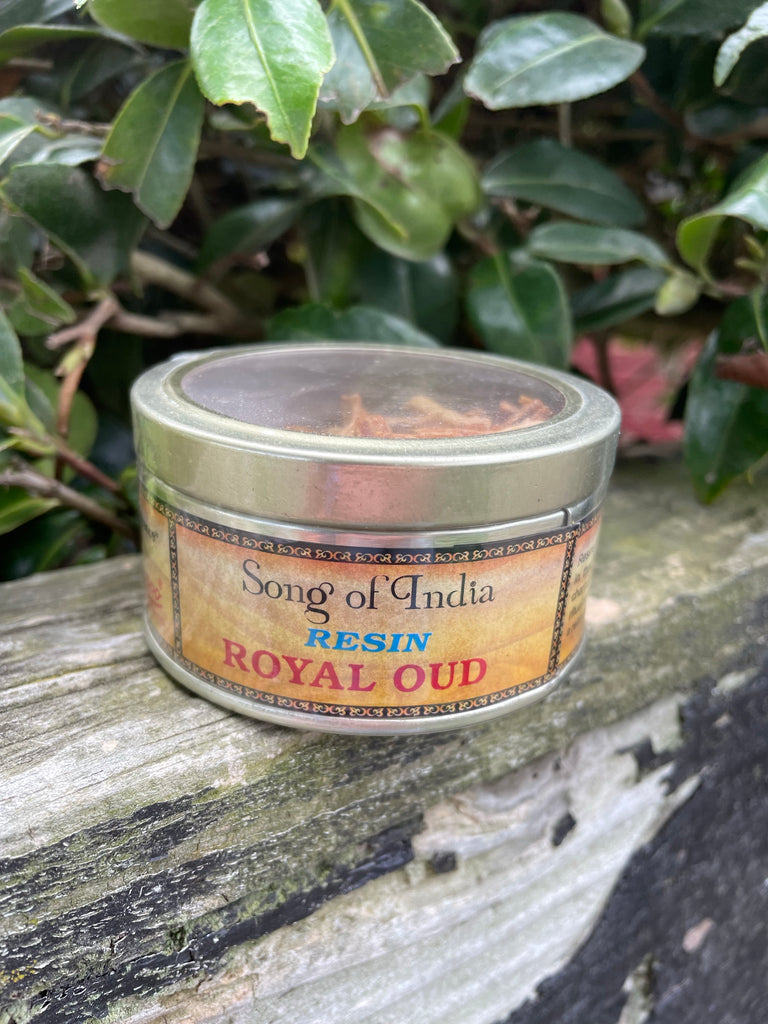 Song of India
RESIN
ROYAL OUD